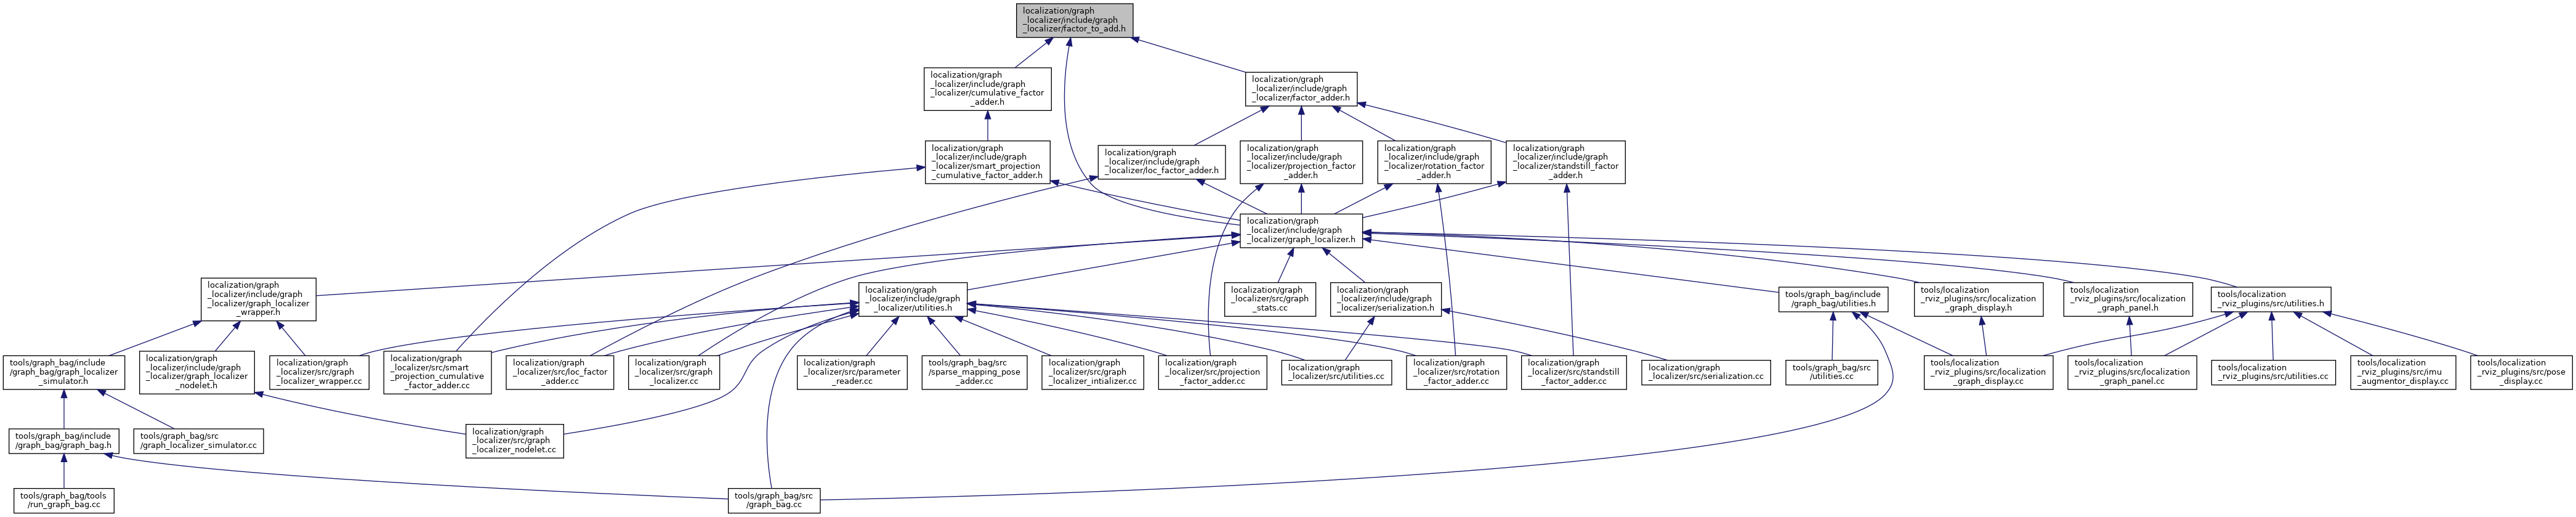 localization/graph
_localizer/include/graph
_localizer/factor_to_add.h
localization/graph
_localizer/include/graph
_localizer/cumulative_factor
_adder.h
localization/graph
_localizer/include/graph
_localizer/factor_adder.h
localization/graph
_localizer/include/graph
_localizer/smart_projection
_cumulative_factor_adder.h
localization/graph
_localizer/include/graph
_localizer/loc_factor_adder.h
localization/graph
_localizer/include/graph
_localizer/projection_factor
_adder.h
localization/graph
_localizer/include/graph
_localizer/rotation_factor
_adder.h
localization/graph
_localizer/include/graph
_localizer/standstill_factor
_adder.h
localization/graph
_localizer/include/graph
_localizer/graph_localizer.h
localization/graph
_localizer/include/graph
_localizer/graph_localizer
_wrapper.h
localization/graph
_localizer/include/graph
_localizer/utilities.h
localization/graph
_localizer/src/graph
_stats.cc
localization/graph
_localizer/include/graph
_localizer/serialization.h
tools/graph_bag/include
/graph_bag/utilities.h
tools/localization
_rviz_plugins/src/localization
_graph_display.h
tools/localization
_rviz_plugins/src/localization
_graph_panel.h
tools/localization
_rviz_plugins/src/utilities.h
tools/graph_bag/include
/graph_bag/graph_localizer
_simulator.h
localization/graph
_localizer/include/graph
_localizer/graph_localizer
_nodelet.h
localization/graph
_localizer/src/graph
_localizer_wrapper.cc
localization/graph
_localizer/src/smart
_projection_cumulative
_factor_adder.cc
localization/graph
_localizer/src/loc_factor
_adder.cc
localization/graph
_localizer/src/graph
_localizer.cc
localization/graph
_localizer/src/parameter
_reader.cc
tools/graph_bag/src
/sparse_mapping_pose
_adder.cc
localization/graph
_localizer/src/graph
_localizer_intializer.cc
localization/graph
_localizer/src/projection
_factor_adder.cc
localization/graph
_localizer/src/utilities.cc
localization/graph
_localizer/src/rotation
_factor_adder.cc
localization/graph
_localizer/src/standstill
_factor_adder.cc
localization/graph
_localizer/src/serialization.cc
tools/graph_bag/src
/utilities.cc
tools/localization
_rviz_plugins/src/localization
_graph_display.cc
tools/localization
_rviz_plugins/src/localization
_graph_panel.cc
tools/localization
_rviz_plugins/src/utilities.cc
tools/localization
_rviz_plugins/src/imu
_augmentor_display.cc
tools/localization
_rviz_plugins/src/pose
_display.cc
tools/graph_bag/include
/graph_bag/graph_bag.h
tools/graph_bag/src
/graph_localizer_simulator.cc
localization/graph
_localizer/src/graph
_localizer_nodelet.cc
tools/graph_bag/tools
/run_graph_bag.cc
tools/graph_bag/src
/graph_bag.cc